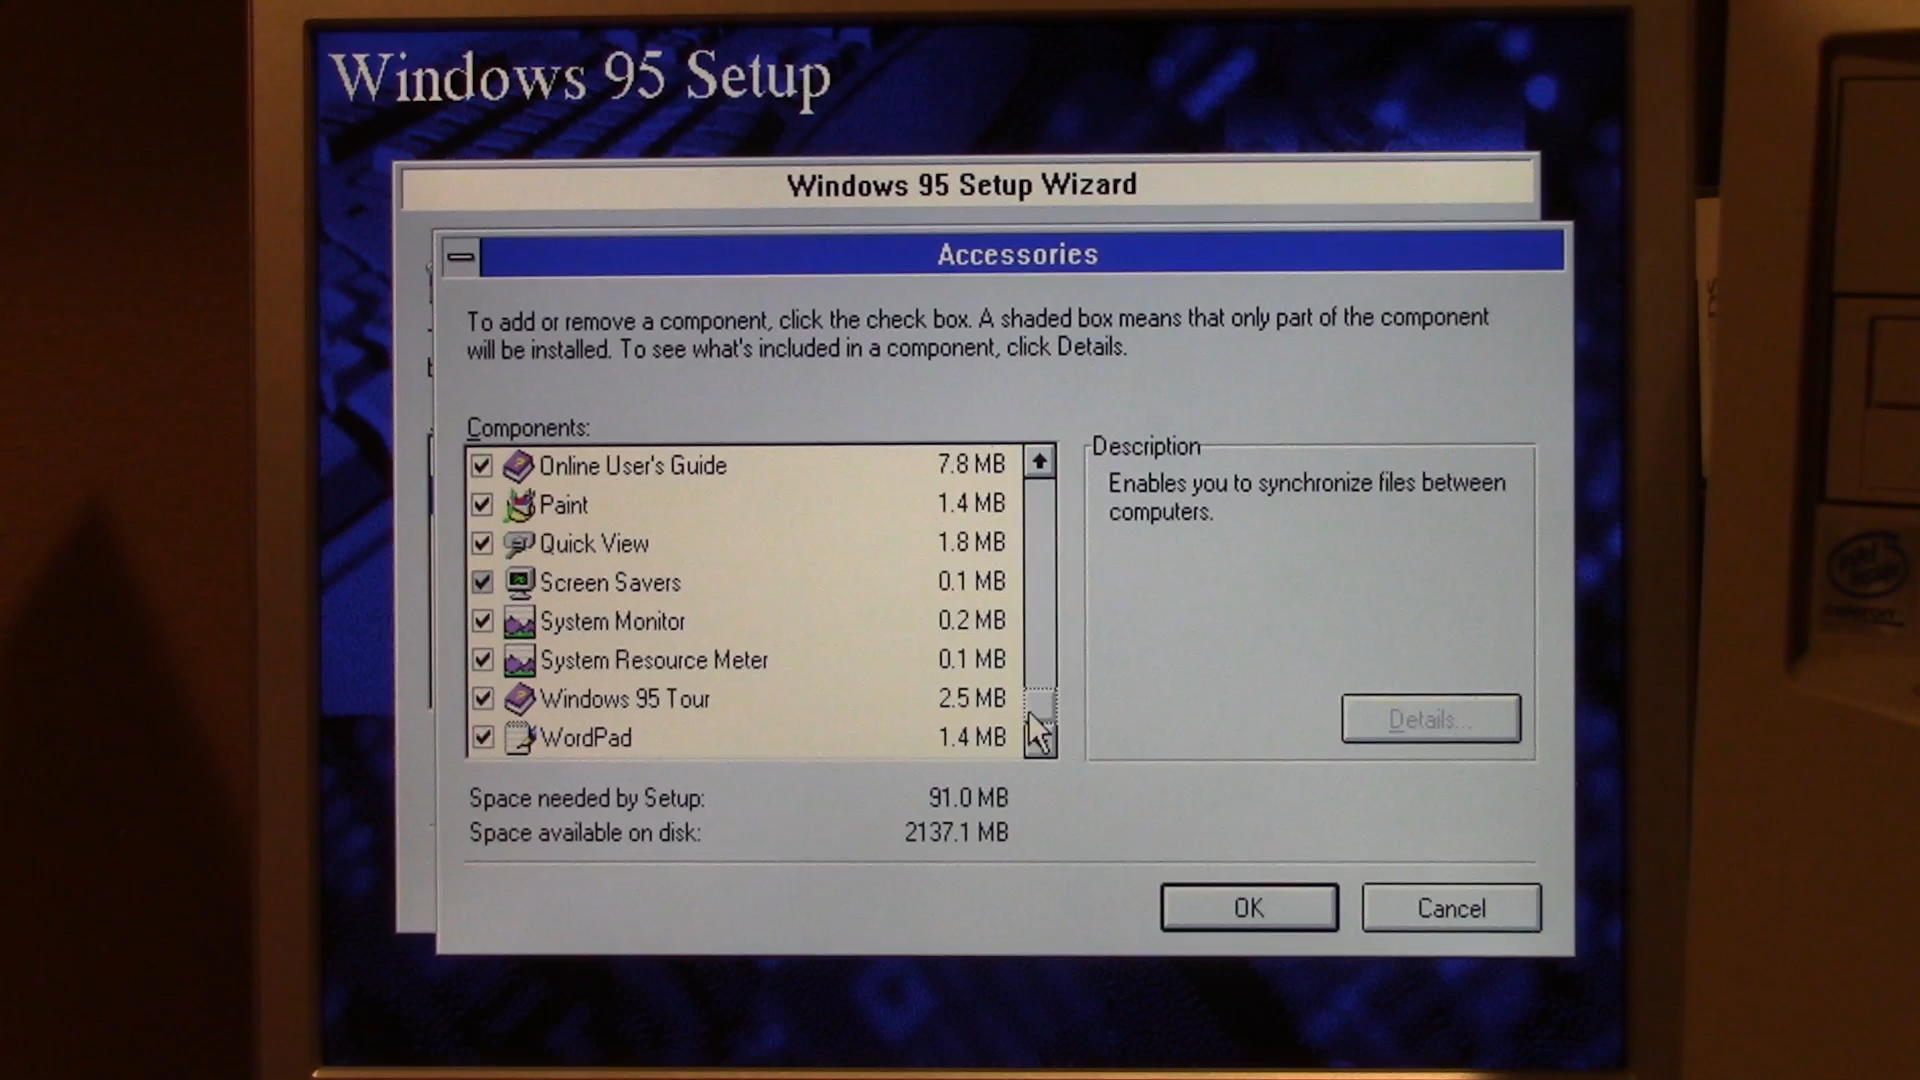 Windows 95 Setup
Windows 95 Setup Wizard
Accessories
To add or remove a component, click the check box. A shaded box means that only part of the component
will be installed. To see what's included in a component, click Details.
Components:
Online User's Guide 7.8 MB
Paint 1.4 MB
Quick View 1.8 MB
Screen Savers 0.1 MB
System Monitor 0.2 MB
System Resource Meter 0.1 MB
Windows 95 Tour 2.5 MB
WordPad 1.4 MB
Description
Enables you to synchronize files between
computers.
Details...
Space needed by Setup: 91.0 MB
Space available on disk: 2137.1 MB
OK
Cancel
intel
inside
celeron